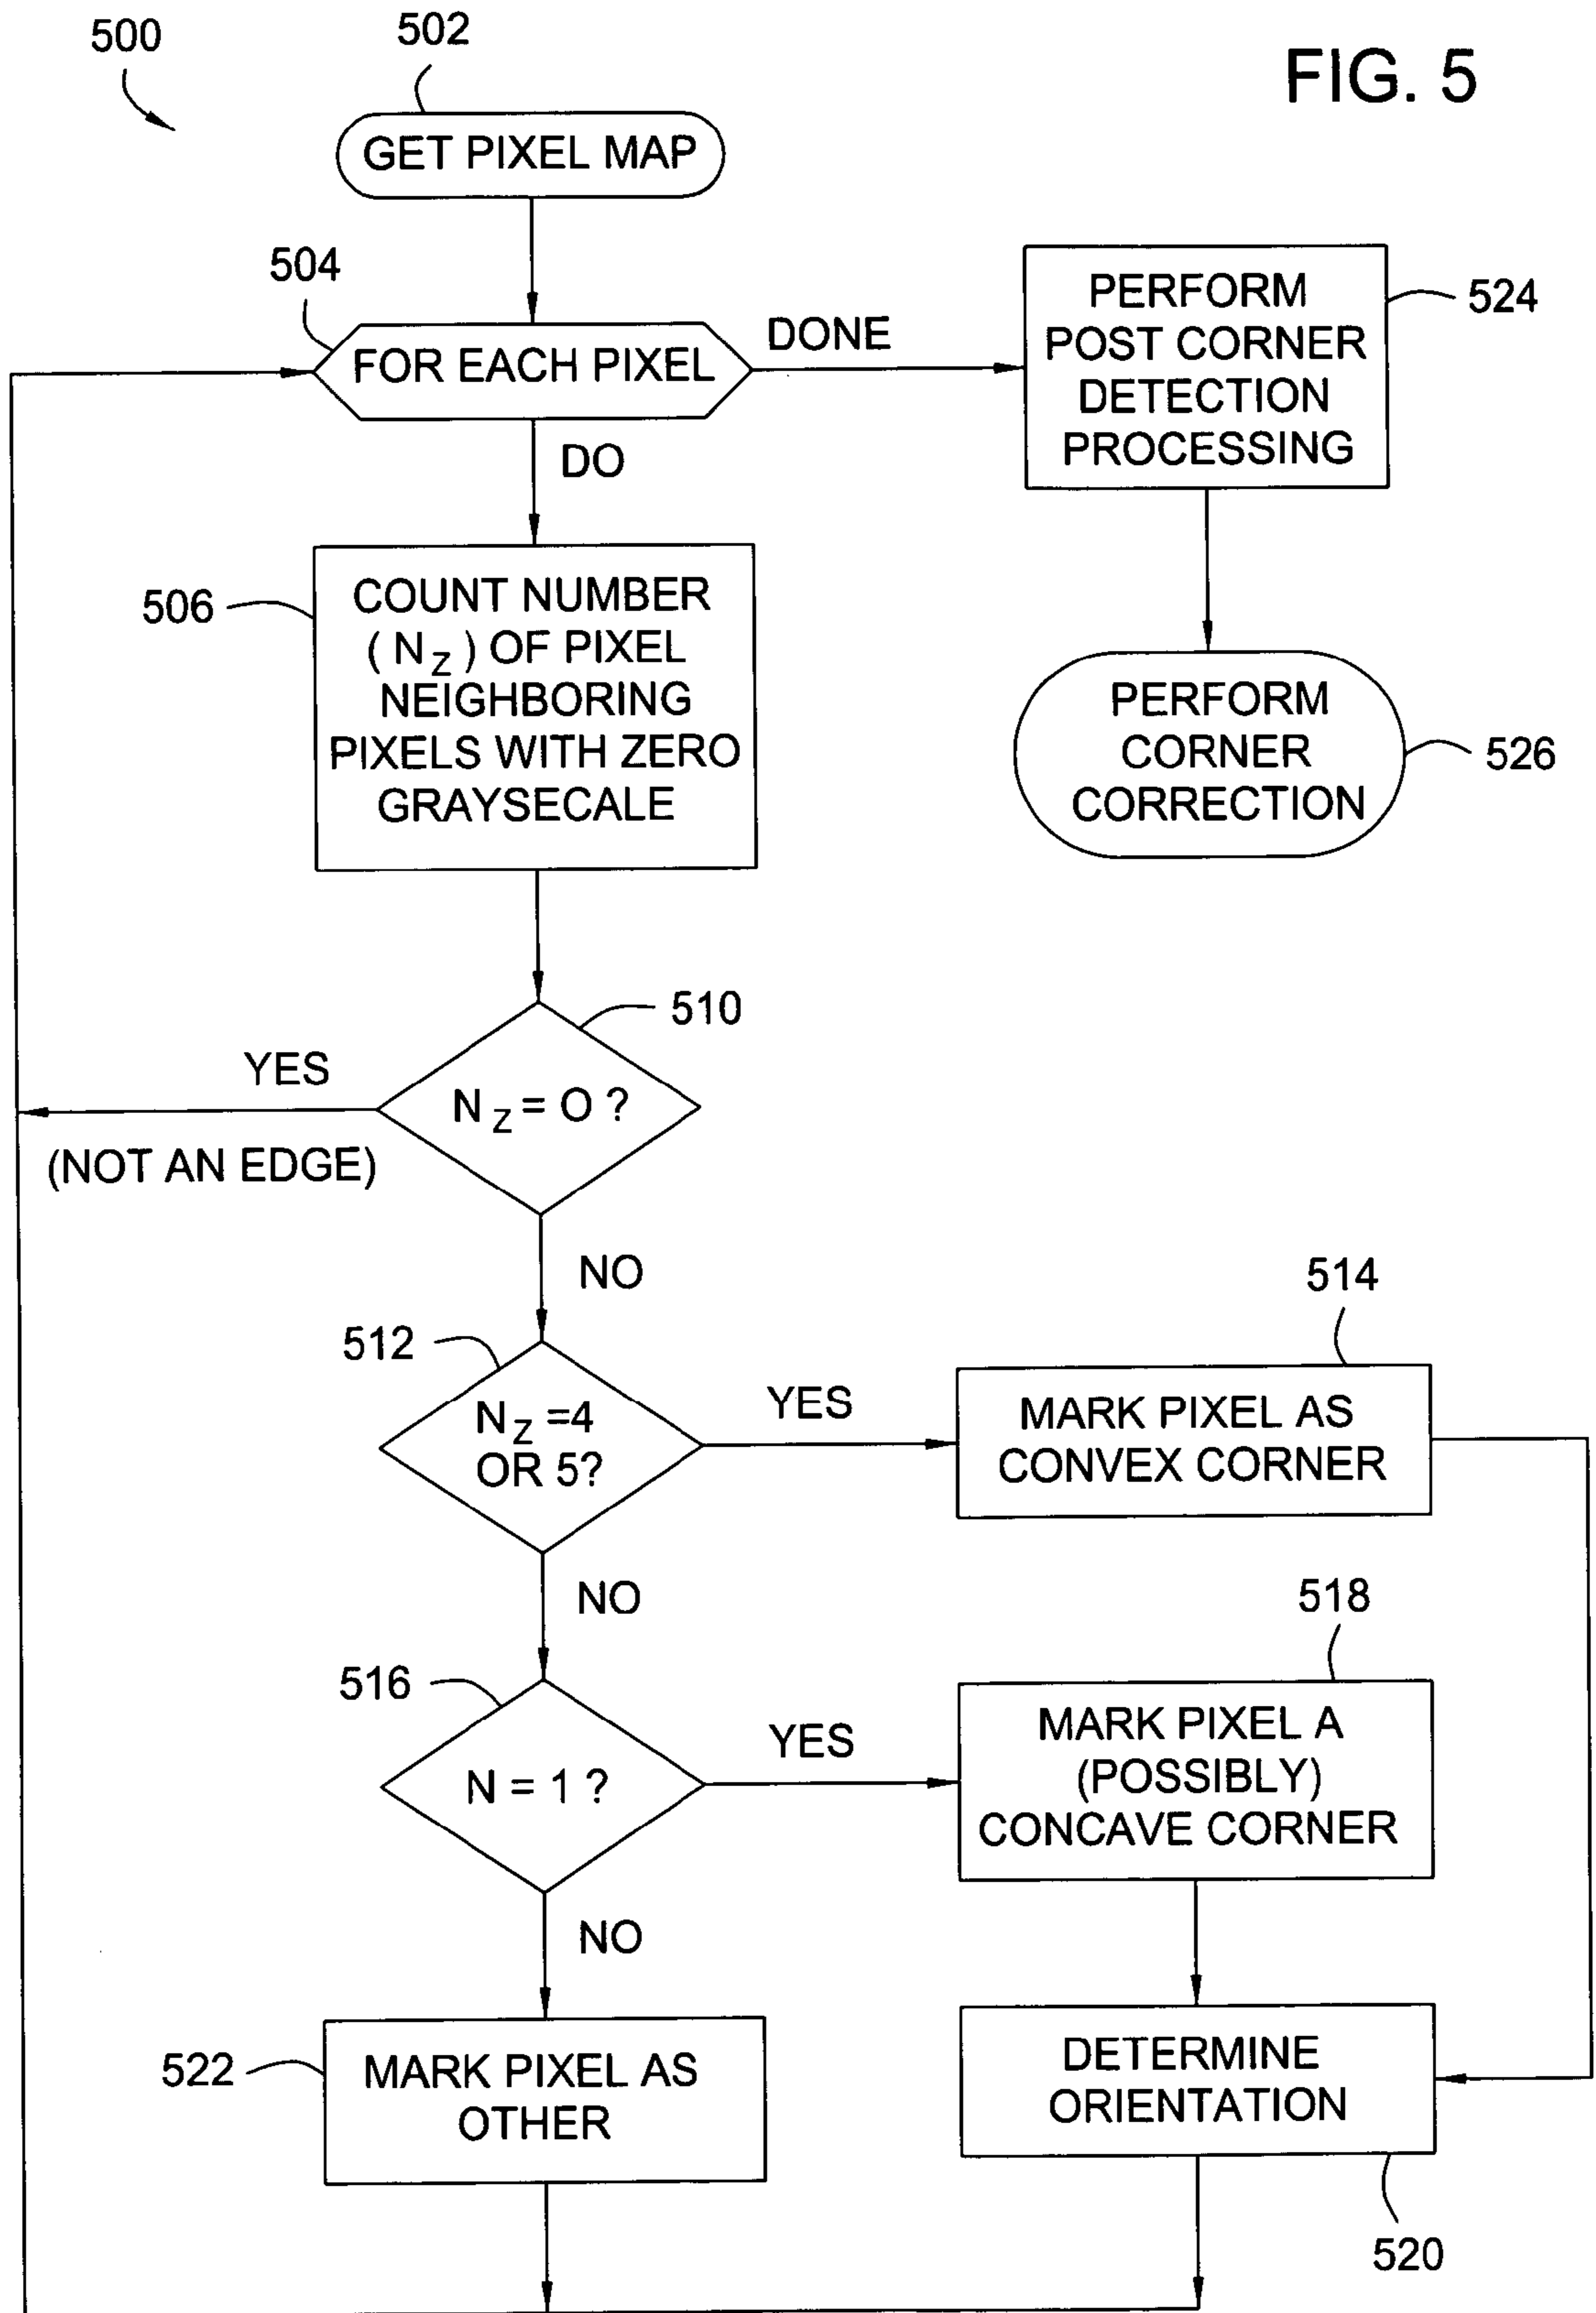 500
502
FIG. 5
GET PIXEL MAP
504
FOR EACH PIXEL
DONE
DO
PERFORM
POST CORNER
DETECTION
PROCESSING
524
506
COUNT NUMBER
( N Z ) OF PIXEL
NEIGHBORING
PIXELS WITH ZERO
GRAYSECALE
PERFORM
CORNER
CORRECTION
526
510
YES
N Z = O ?
(NOT AN EDGE)
NO
512
N Z =4
OR 5?
YES
514
MARK PIXEL AS
CONVEX CORNER
NO
516
N = 1 ?
YES
518
MARK PIXEL A
(POSSIBLY)
CONCAVE CORNER
NO
522
MARK PIXEL AS
OTHER
DETERMINE
ORIENTATION
520